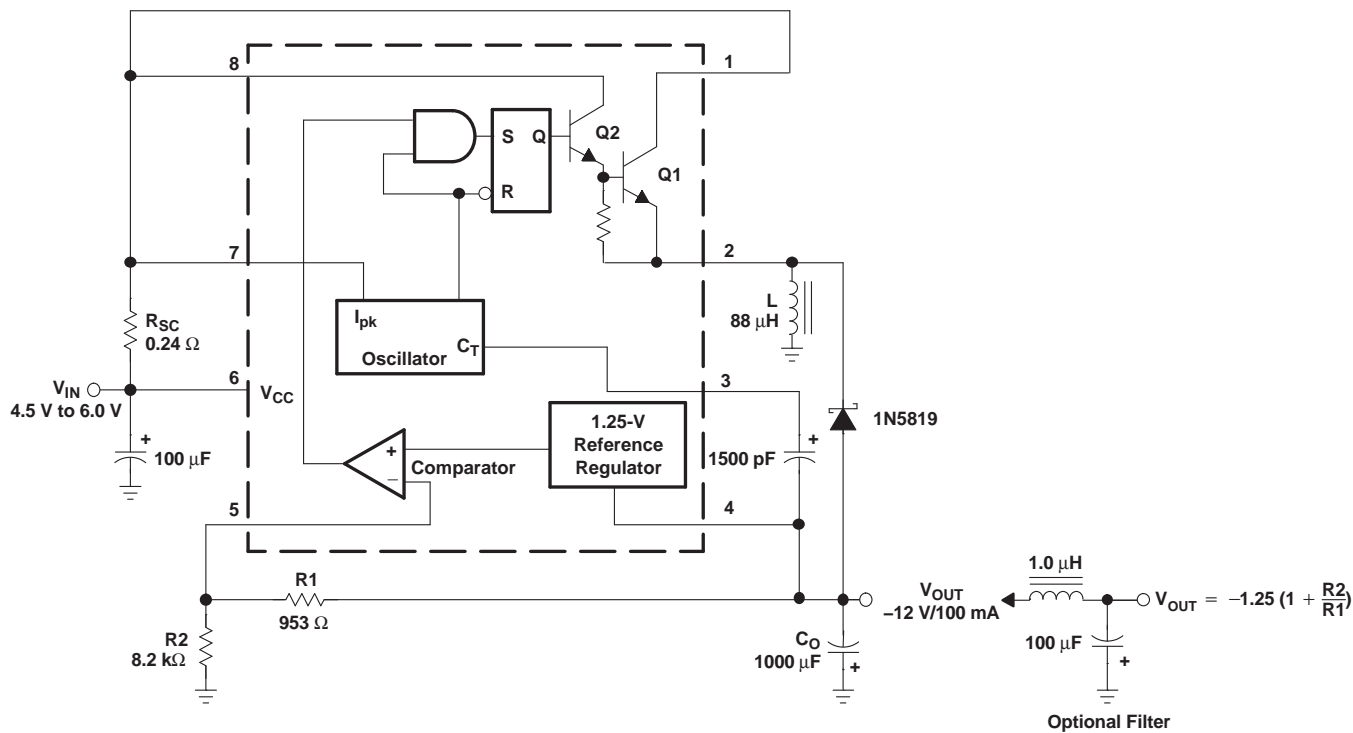 8
1
S
Q
Q2
R
Q1
7
2
Ipk
CT
Oscillator
L
88 μH
RSC
0.24 Ω
VIN
4.5 V to 6.0 V
6
VCC
3
1.25-V
Reference
Regulator
1N5819
+
100 μF
+
−
Comparator
+
1500 pF
5
4
R1
953 Ω
R2
8.2 kΩ
VOUT
–12 V/100 mA
CO
1000 μF
+
1.0 μH
VOUT = −1.25 (1 + R2/R1)
100 μF
+
Optional Filter